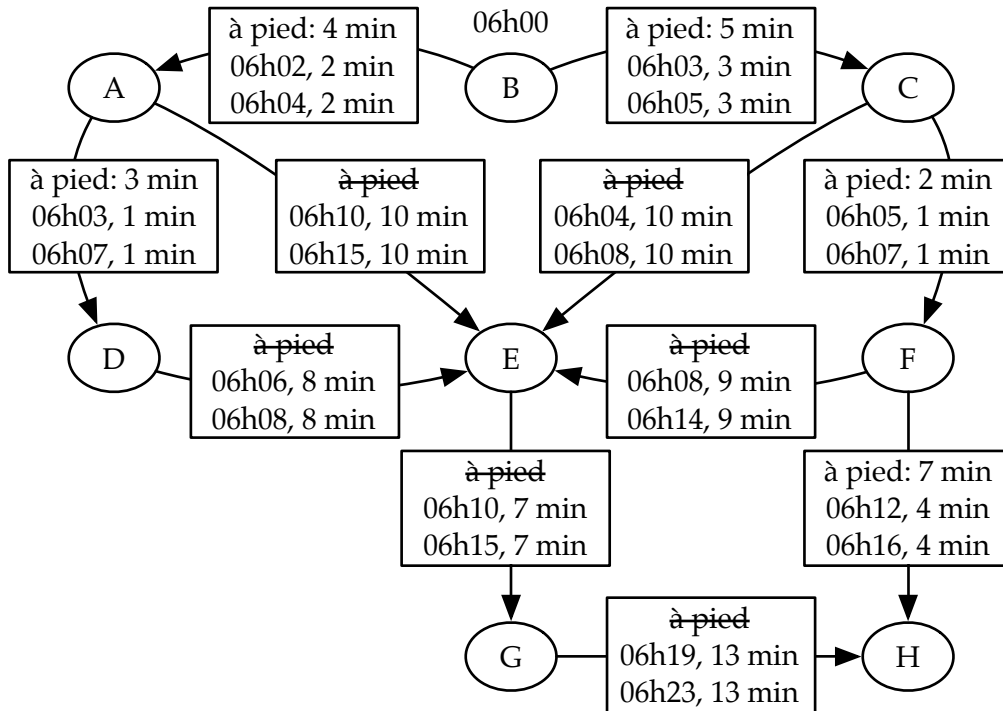 06h00
à pied: 4 min
06h02, 2 min
06h04, 2 min
à pied: 5 min
06h03, 3 min
06h05, 3 min
A
B
C
à pied: 3 min
06h03, 1 min
06h07, 1 min
à pied
06h10, 10 min
06h15, 10 min
à pied
06h04, 10 min
06h08, 10 min
à pied: 2 min
06h05, 1 min
06h07, 1 min
D
à pied
06h06, 8 min
06h08, 8 min
E
à pied
06h08, 9 min
06h14, 9 min
F
à pied
06h10, 7 min
06h15, 7 min
à pied: 7 min
06h12, 4 min
06h16, 4 min
G
à pied
06h19, 13 min
06h23, 13 min
H